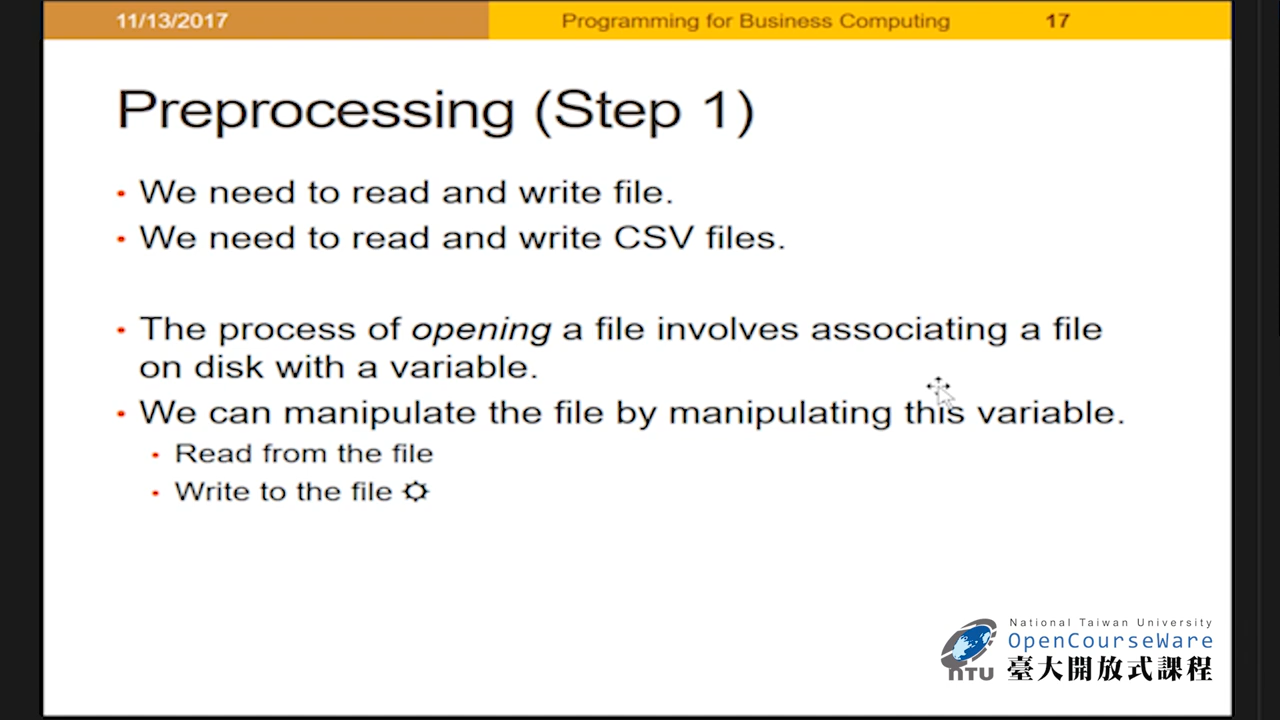 11/13/2017
Programming for Business Computing
17
Preprocessing (Step 1)
• We need to read and write file.
• We need to read and write CSV files.
• The process of opening a file involves associating a file
on disk with a variable.
• We can manipulate the file by manipulating this variable.
• Read from the file
• Write to the file
National Taiwan University
OpenCourseWare
臺大開放式課程
NTU